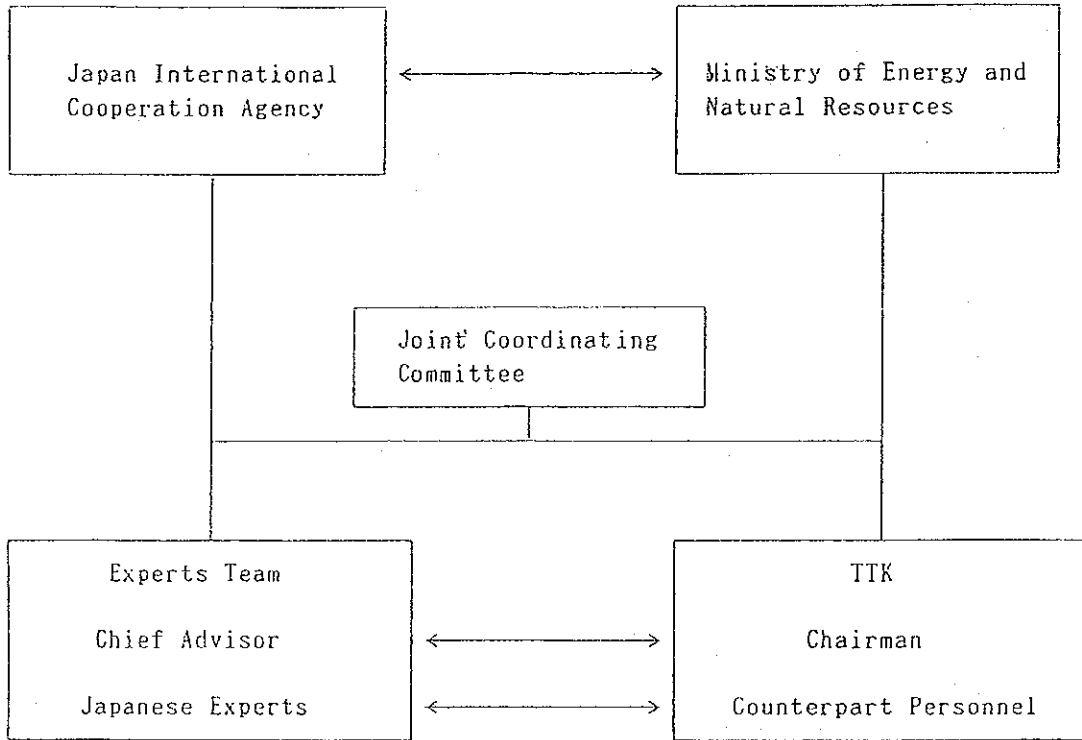 Japan International
Cooperation Agency
Ministry of Energy and
Natural Resources
Joint Coordinating
Committee
Experts Team
TTK
Chief Advisor
Chairman
Japanese Experts
Counterpart Personnel